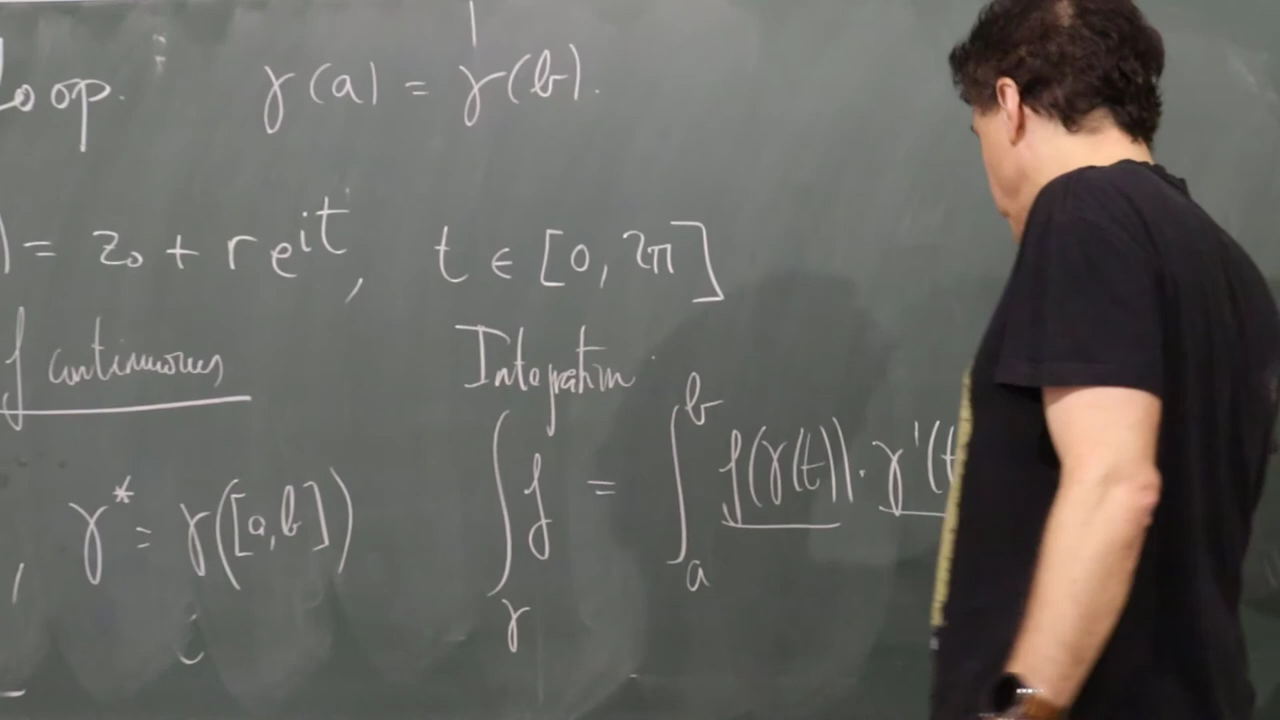 Loop. γ(a) = γ(b).
) = z₀ + re^{it}, t ∈ [0, 2π]
f continuous Integration
, γ* = γ([a,b]) ∫_γ f = ∫_a^b f(γ(t)) · γ'(t